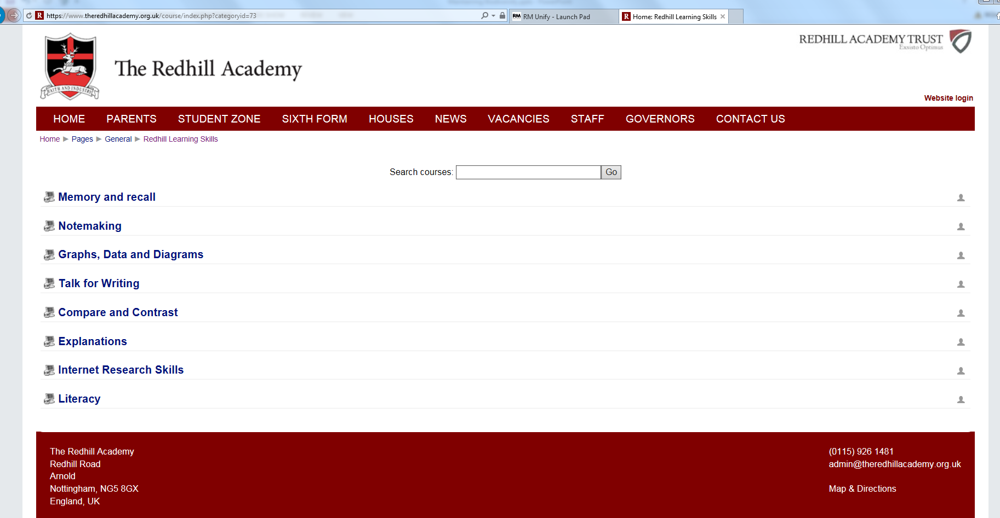 https://www.theredhillacademy.org.uk/course/index.php?categoryid=73
RM Unify - Launch Pad
Home: Redhill Learning Skills
REDHILL ACADEMY TRUST
Exsisto Optimus
The Redhill Academy
FAITH AND INDUSTRY
Website login
HOME PARENTS STUDENT ZONE SIXTH FORM HOUSES NEWS VACANCIES STAFF GOVERNORS CONTACT US
Home ► Pages ► General ► Redhill Learning Skills
Search courses: Go
Memory and recall
Notemaking
Graphs, Data and Diagrams
Talk for Writing
Compare and Contrast
Explanations
Internet Research Skills
Literacy
The Redhill Academy
Redhill Road
Arnold
Nottingham, NG5 8GX
England, UK
(0115) 926 1481
admin@theredhillacademy.org.uk
Map & Directions